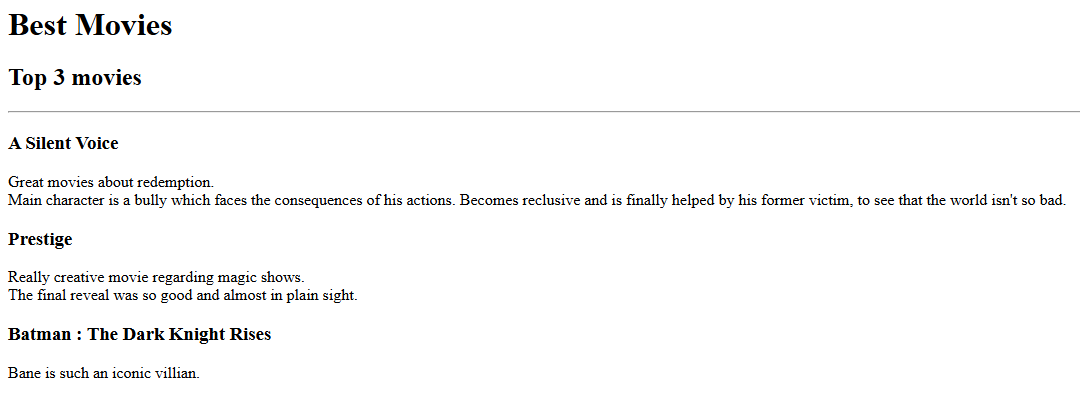 Best Movies
Top 3 movies
A Silent Voice
Great movies about redemption.
Main character is a bully which faces the consequences of his actions. Becomes reclusive and is finally helped by his former victim, to see that the world isn't so bad.
Prestige
Really creative movie regarding magic shows.
The final reveal was so good and almost in plain sight.
Batman : The Dark Knight Rises
Bane is such an iconic villian.